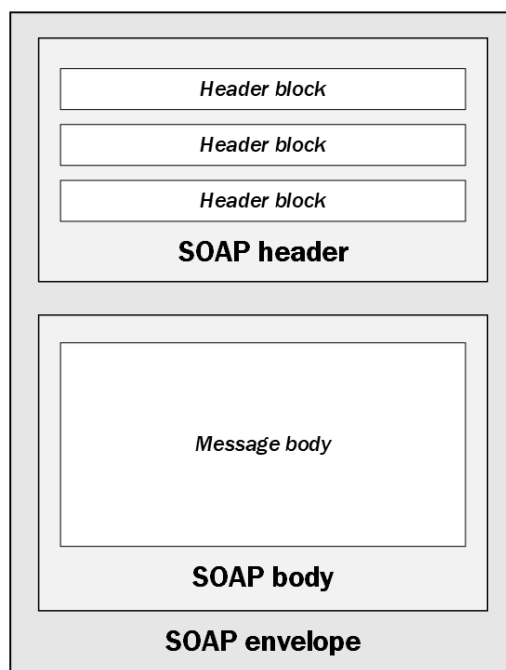 Header block
Header block
Header block
SOAP header
Message body
SOAP body
SOAP envelope